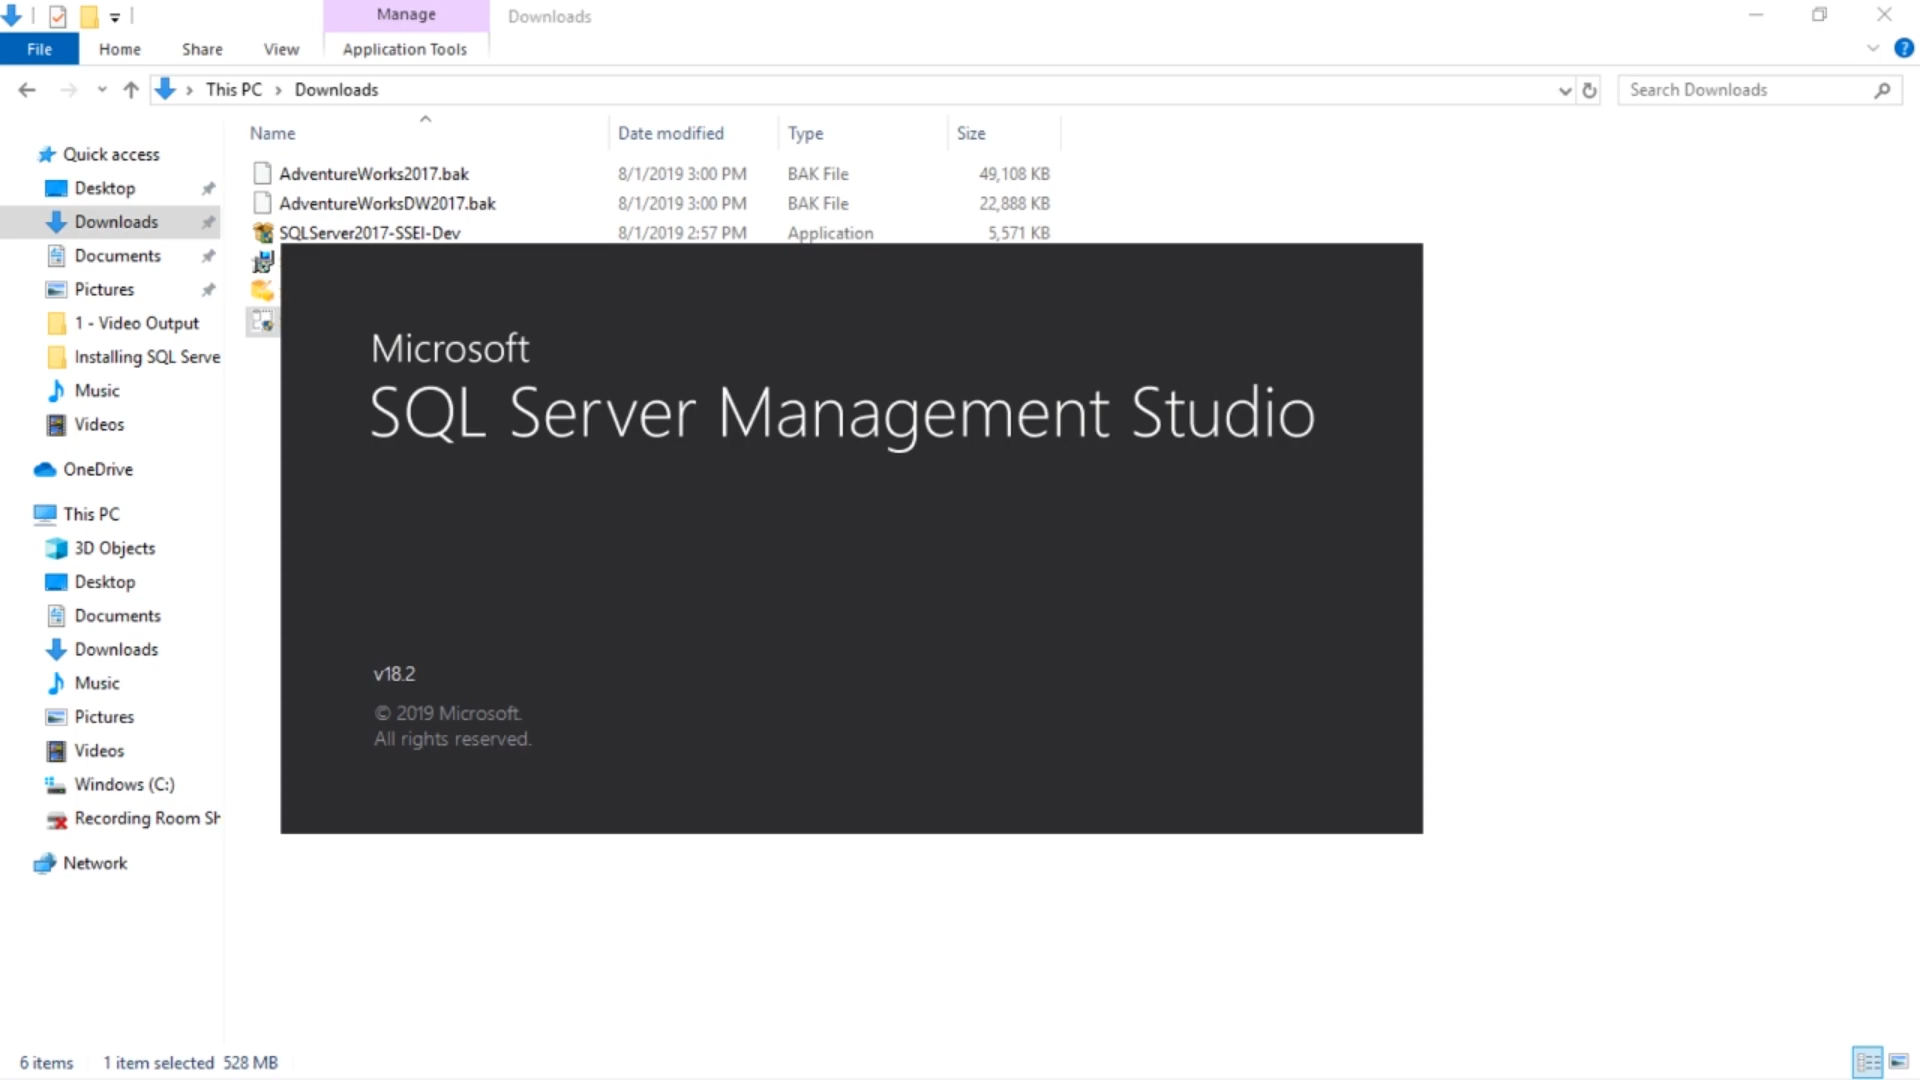 Manage
Downloads
File
Home
Share
View
Application Tools
This PC
Downloads
Search Downloads
Name
Date modified
Type
Size
Quick access
Desktop
Downloads
Documents
Pictures
1 - Video Output
Installing SQL Serve
Music
Videos
OneDrive
This PC
3D Objects
Desktop
Documents
Downloads
Music
Pictures
Videos
Windows (C:)
Recording Room Sh
Network
AdventureWorks2017.bak 8/1/2019 3:00 PM BAK File 49,108 KB
AdventureWorksDW2017.bak 8/1/2019 3:00 PM BAK File 22,888 KB
SQLServer2017-SSEI-Dev 8/1/2019 2:57 PM Application 5,571 KB
Microsoft
SQL Server Management Studio
v18.2
© 2019 Microsoft.
All rights reserved.
6 items 1 item selected 528 MB